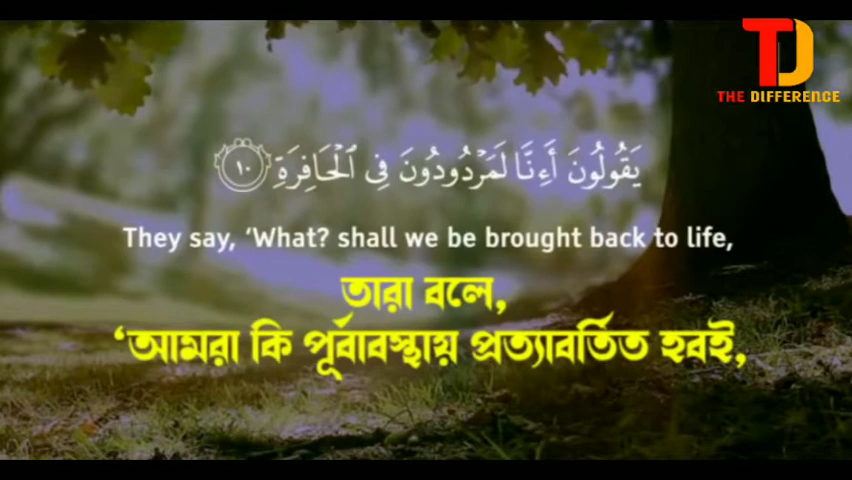 THE DIFFERENCE
يَقُولُونَ أَءِنَّا لَمَرْدُودُونَ فِي ٱلْحَافِرَةِ ١٠
They say, ‘What? shall we be brought back to life,
তারা বলে,
‘আমরা কি পূর্বাবস্থায় প্রত্যাবর্তিত হবই,